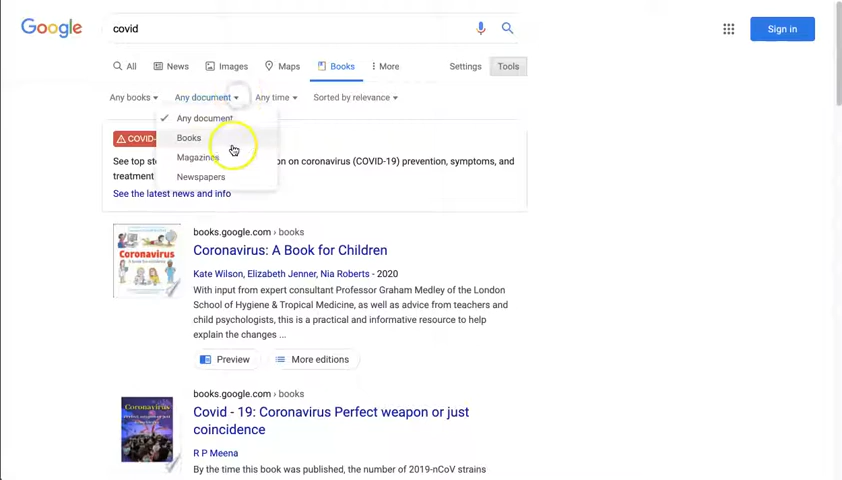 Google
covid
Sign in
All News Images Maps Books More Settings Tools
Any books Any document Any time Sorted by relevance
Any document
Books
Magazines
Newspapers
COVID-
See top st on on coronavirus (COVID-19) prevention, symptoms, and
treatment
See the latest news and info
books.google.com › books
Coronavirus: A Book for Children
Kate Wilson, Elizabeth Jenner, Nia Roberts - 2020
With input from expert consultant Professor Graham Medley of the London
School of Hygiene & Tropical Medicine, as well as advice from teachers and
child psychologists, this is a practical and informative resource to help
explain the changes ...
Preview More editions
Coronavirus
books.google.com › books
Covid - 19: Coronavirus Perfect weapon or just
coincidence
R P Meena
By the time this book was published, the number of 2019-nCoV strains
Coronavirus